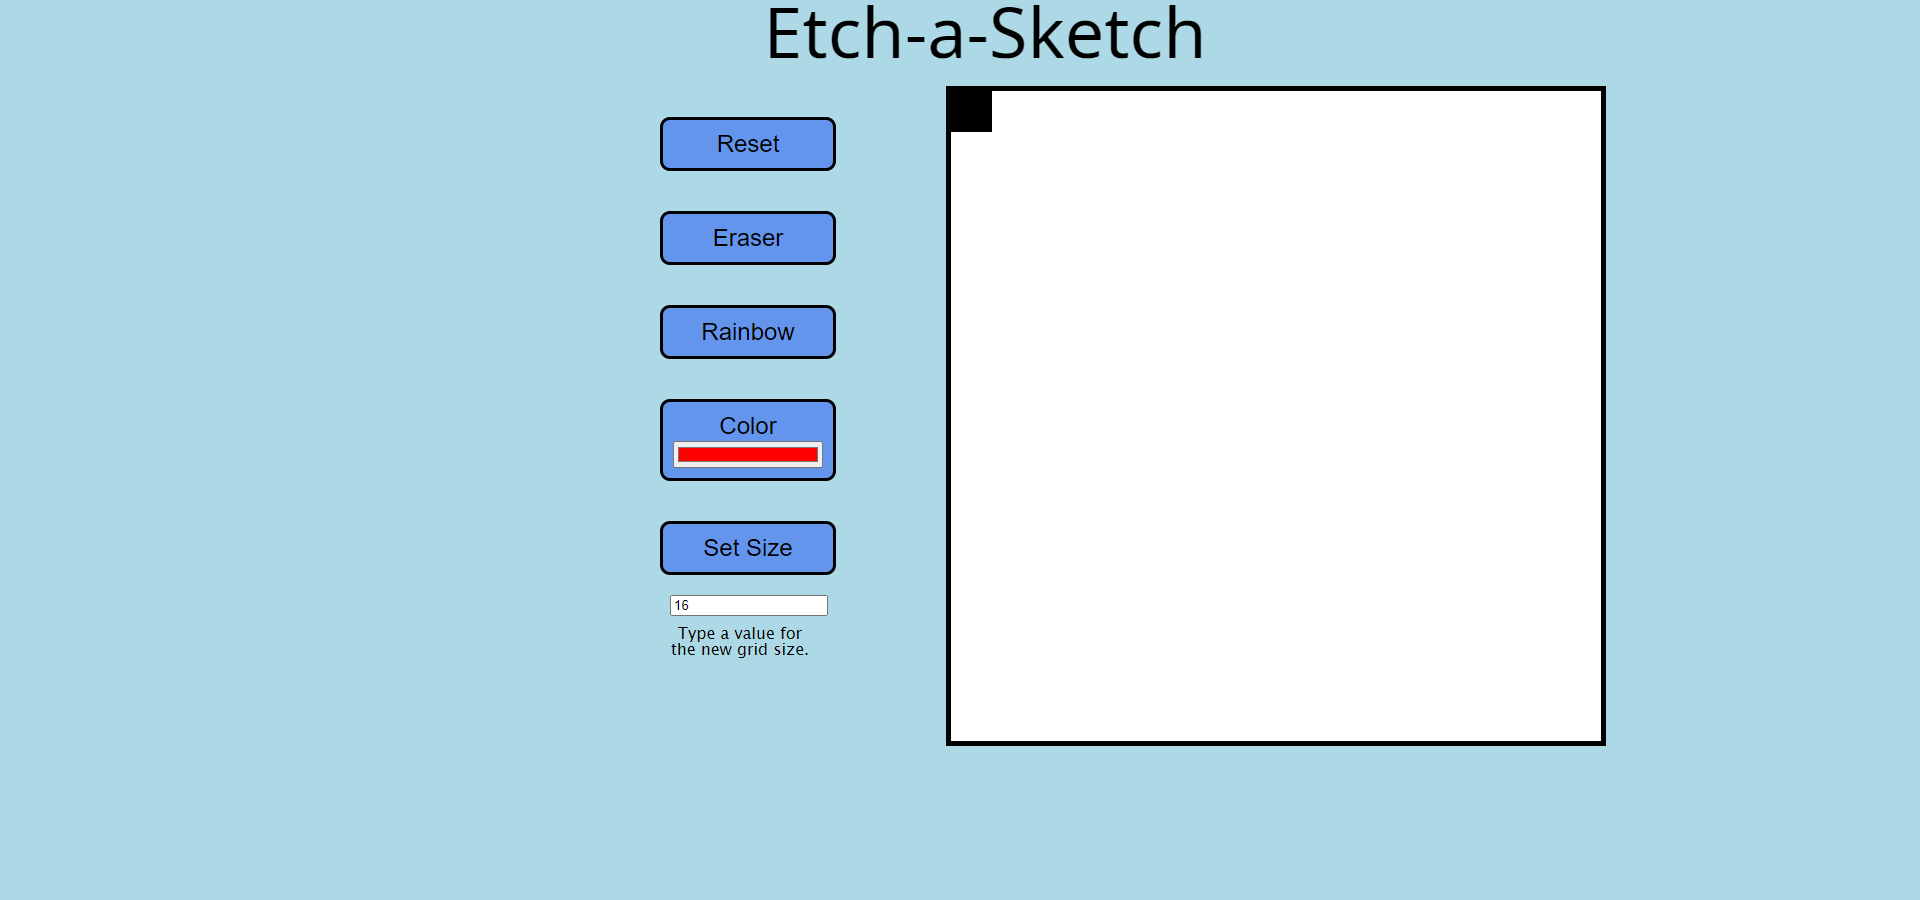 Etch-a-Sketch
Reset
Eraser
Rainbow
Color
Set Size
16
Type a value for
the new grid size.